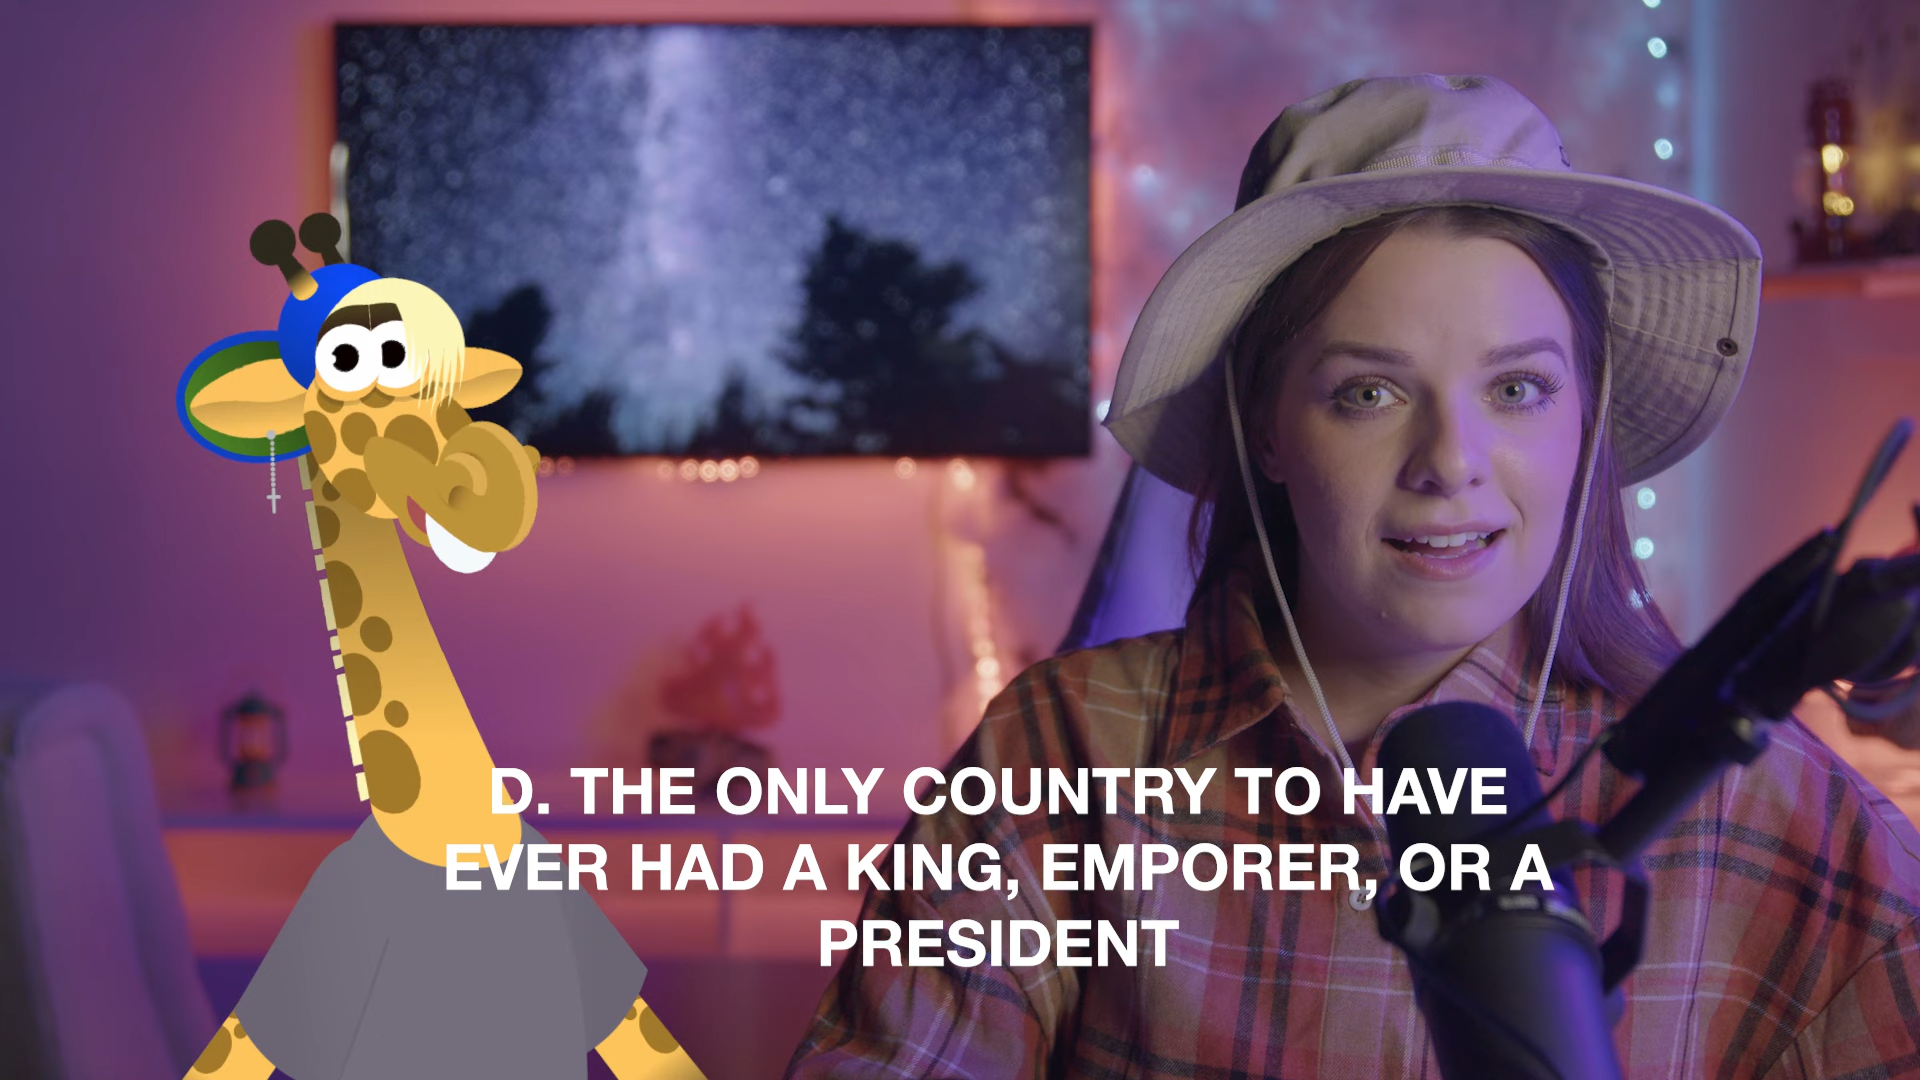 D. THE ONLY COUNTRY TO HAVE
EVER HAD A KING, EMPORER, OR A
PRESIDENT